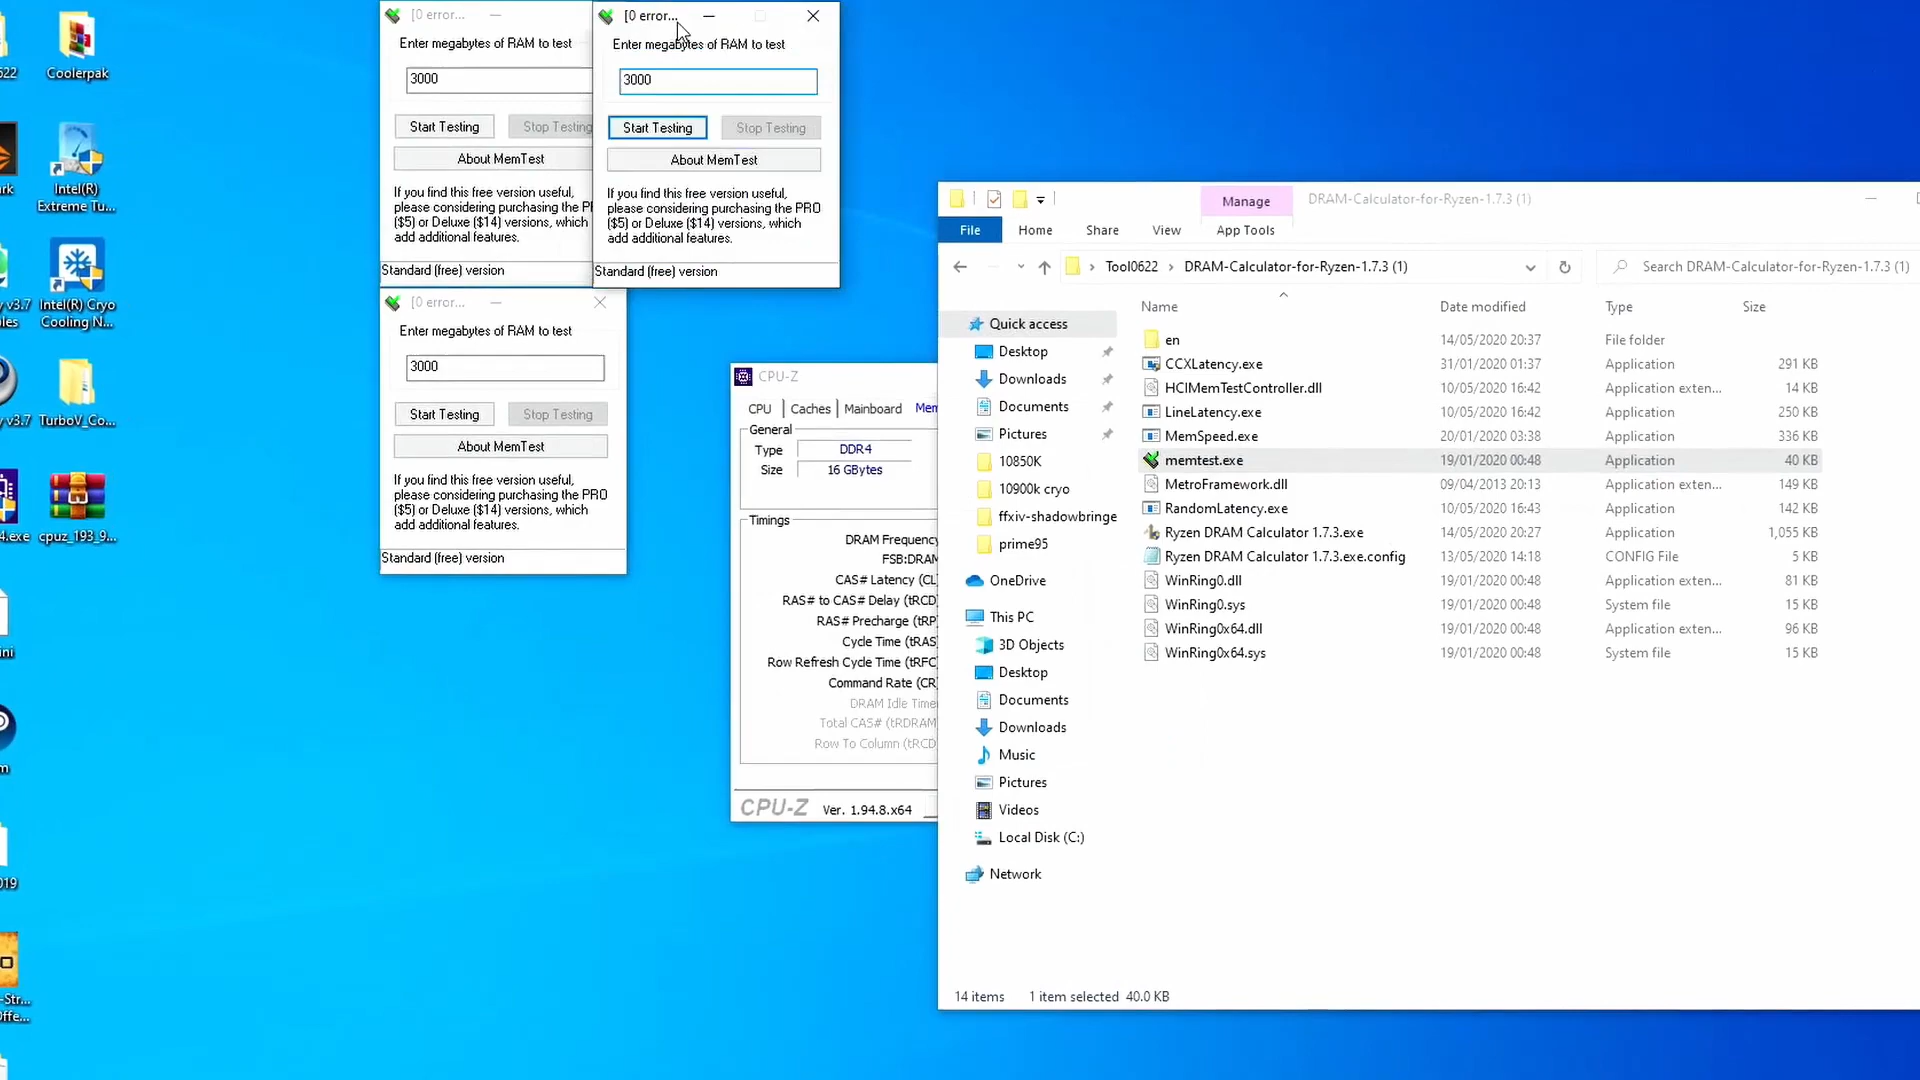 622
Coolerpak
rk
Intel(R)
Extreme Tu...
y v3.7
les
Intel(R) Cryo
Cooling N...
y v3.7
TurboV_Co...
4.exe
cpuz_193_9...
ini
m
019
-Str...
Offe...
[0 error...
Enter megabytes of RAM to test
3000
Start Testing
Stop Testing
About MemTest
If you find this free version useful,
please considering purchasing the PR
($5) or Deluxe ($14) versions, which
add additional features.
Standard (free) version
[0 error...
Enter megabytes of RAM to test
3000
Start Testing
Stop Testing
About MemTest
If you find this free version useful,
please considering purchasing the PRO
($5) or Deluxe ($14) versions, which
add additional features.
Standard (free) version
[0 error...
Enter megabytes of RAM to test
3000
Start Testing
Stop Testing
About MemTest
If you find this free version useful,
please considering purchasing the PRO
($5) or Deluxe ($14) versions, which
add additional features.
Standard (free) version
CPU-Z
CPU
Caches
Mainboard
Mem
General
Type
DDR4
Size
16 GBytes
Timings
DRAM Frequency
FSB:DRAM
CAS# Latency (CL)
RAS# to CAS# Delay (tRCD)
RAS# Precharge (tRP)
Cycle Time (tRAS)
Row Refresh Cycle Time (tRFC)
Command Rate (CR)
DRAM Idle Time
Total CAS# (tRDRAM
Row To Column (tRCD
CPU-Z Ver. 1.94.8.x64
Manage
DRAM-Calculator-for-Ryzen-1.7.3 (1)
File
Home
Share
View
App Tools
Tool0622 › DRAM-Calculator-for-Ryzen-1.7.3 (1)
Search DRAM-Calculator-for-Ryzen-1.7.3 (1)
Quick access
Desktop
Downloads
Documents
Pictures
10850K
10900k cryo
ffxiv-shadowbringe
prime95
OneDrive
This PC
3D Objects
Desktop
Documents
Downloads
Music
Pictures
Videos
Local Disk (C:)
Network
Name Date modified Type Size
en 14/05/2020 20:37 File folder
CCXLatency.exe 31/01/2020 01:37 Application 291 KB
HCIMemTestController.dll 10/05/2020 16:42 Application exten... 14 KB
LineLatency.exe 10/05/2020 16:42 Application 250 KB
MemSpeed.exe 20/01/2020 03:38 Application 336 KB
memtest.exe 19/01/2020 00:48 Application 40 KB
MetroFramework.dll 09/04/2013 20:13 Application exten... 149 KB
RandomLatency.exe 10/05/2020 16:43 Application 142 KB
Ryzen DRAM Calculator 1.7.3.exe 14/05/2020 20:27 Application 1,055 KB
Ryzen DRAM Calculator 1.7.3.exe.config 13/05/2020 14:18 CONFIG File 5 KB
WinRing0.dll 19/01/2020 00:48 Application exten... 81 KB
WinRing0.sys 19/01/2020 00:48 System file 15 KB
WinRing0x64.dll 19/01/2020 00:48 Application exten... 96 KB
WinRing0x64.sys 19/01/2020 00:48 System file 15 KB
14 items 1 item selected 40.0 KB